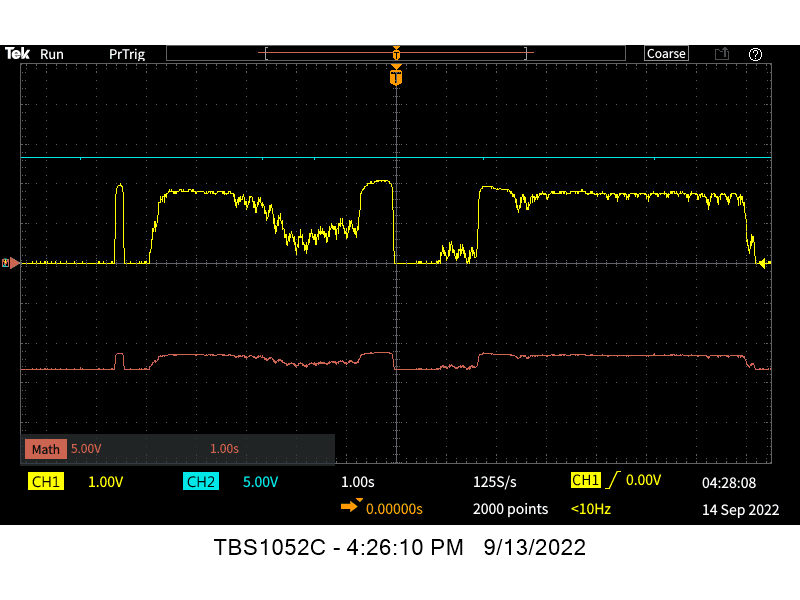 Tek Run PrTrig Coarse ?
T
T
2
Math 5.00V 1.00s
CH1 1.00V CH2 5.00V 1.00s 125S/s CH1 0.00V 04:28:08
0.00000s 2000 points <10Hz 14 Sep 2022
TBS1052C - 4:26:10 PM 9/13/2022